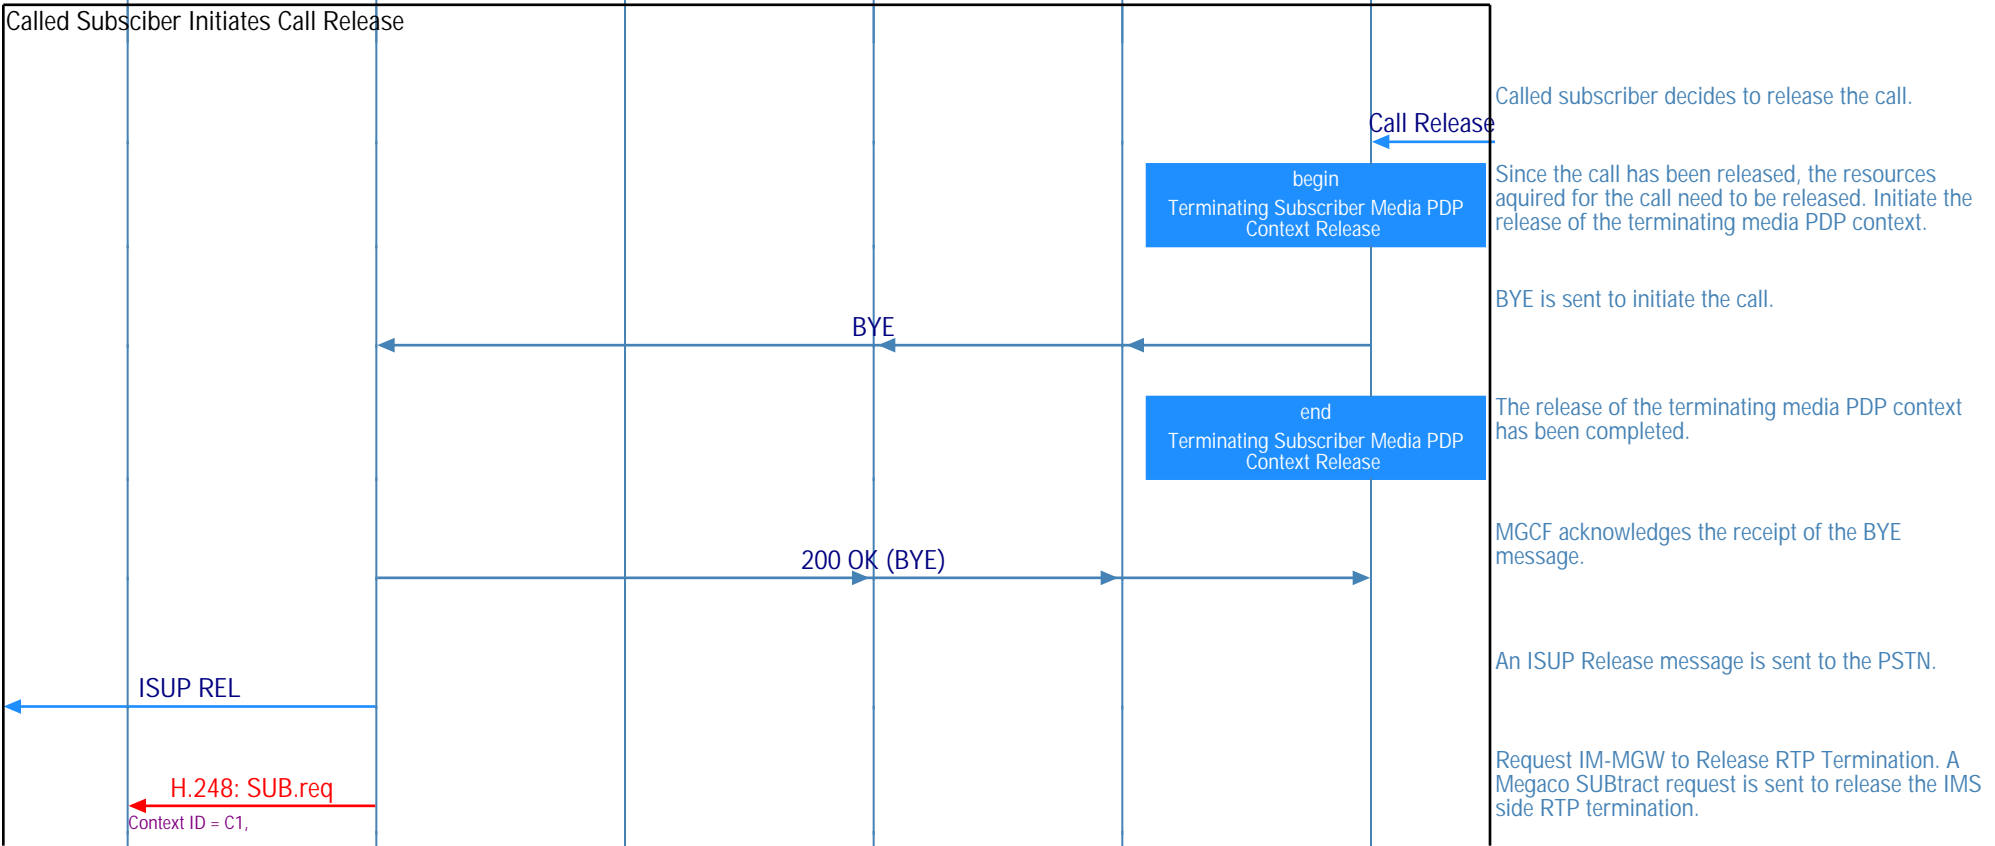 Called Subsciber Initiates Call Release
Called subscriber decides to release the call.
Call Release
begin
Terminating Subscriber Media PDP
Context Release
Since the call has been released, the resources
aquired for the call need to be released. Initiate the
release of the terminating media PDP context.
BYE is sent to initiate the call.
BYE
end
Terminating Subscriber Media PDP
Context Release
The release of the terminating media PDP context
has been completed.
MGCF acknowledges the receipt of the BYE
message.
200 OK (BYE)
An ISUP Release message is sent to the PSTN.
ISUP REL
Request IM-MGW to Release RTP Termination. A
Megaco SUBtract request is sent to release the IMS
side RTP termination.
H.248: SUB.req
Context ID = C1,